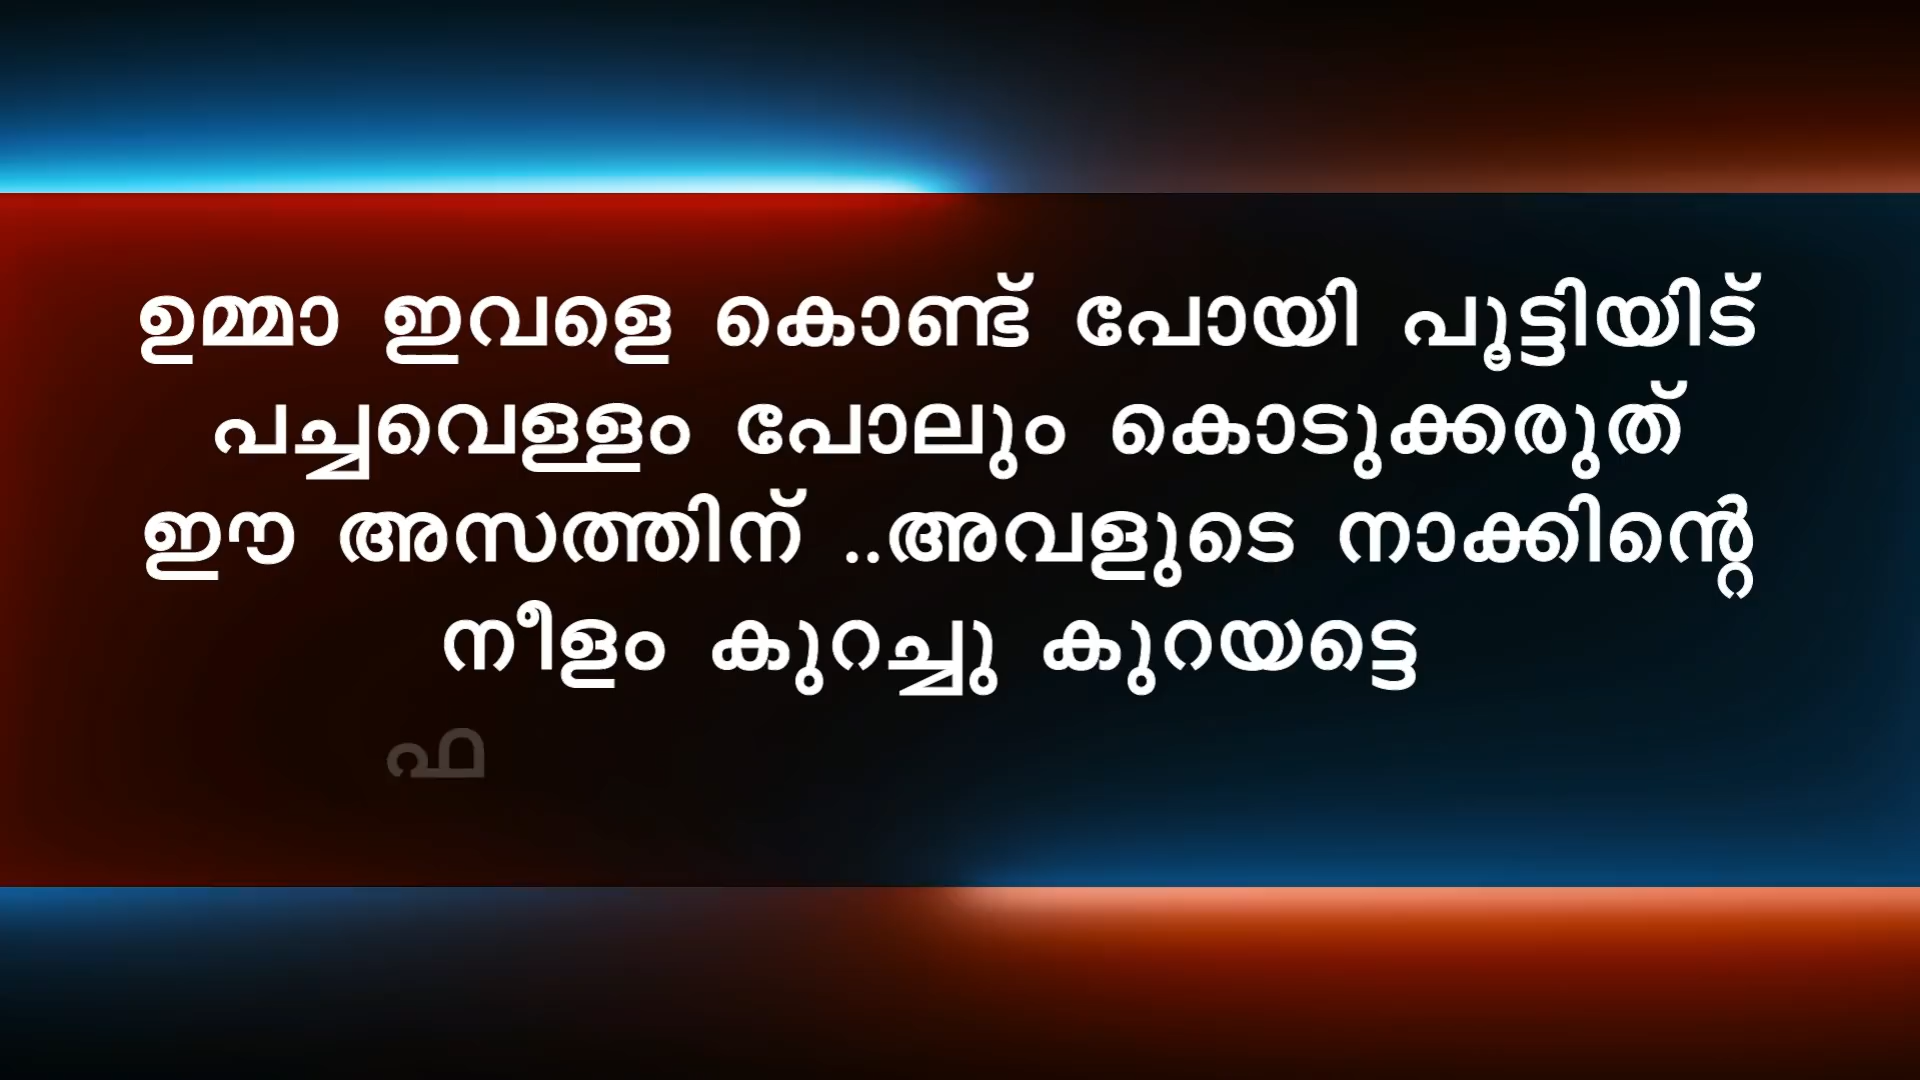 ഉമ്മാ ഇവളെ കൊണ്ട് പോയി പൂട്ടിയിട്
പച്ചവെള്ളം പോലും കൊടുക്കരുത്
ഈ അസത്തിന് ..അവളുടെ നാക്കിന്റെ
നീളം കുറച്ചു കുറയട്ടെ
ഫ